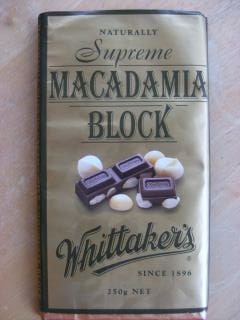 NATURALLY
Supreme
MACADAMIA
BLOCK
Whittaker's
SINCE 1896
250g NET